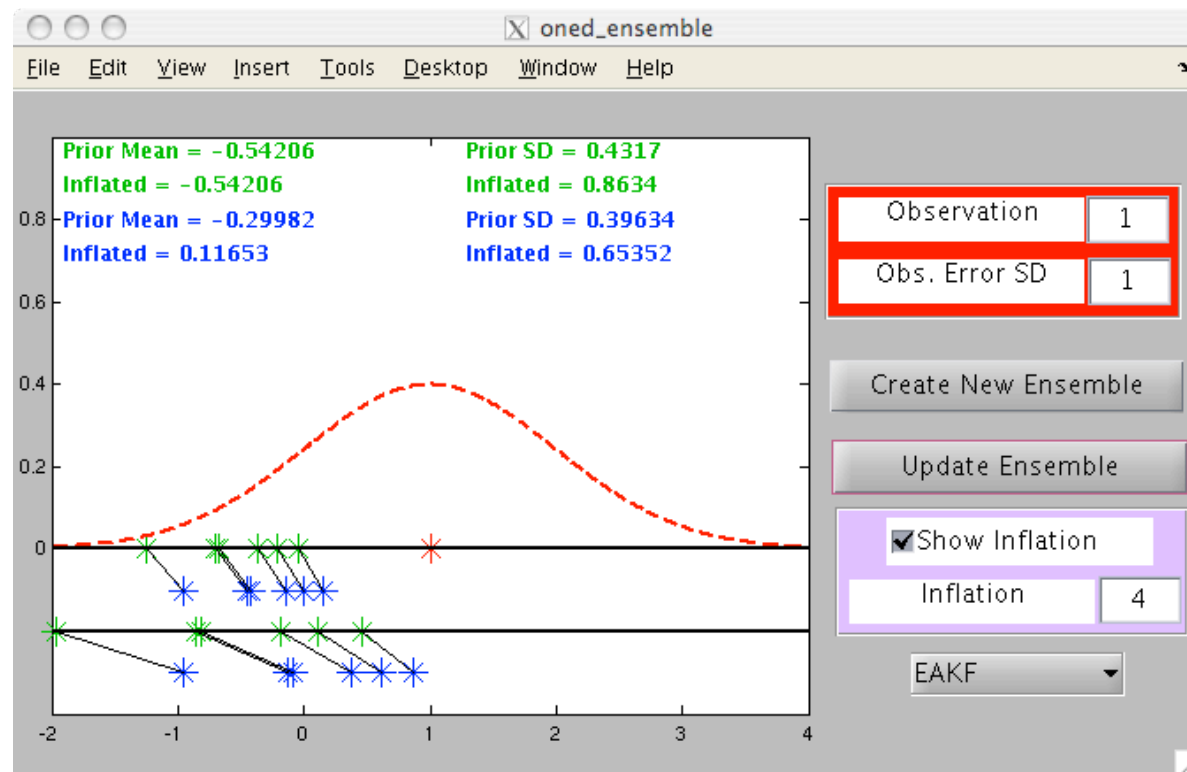 oned_ensemble
File Edit View Insert Tools Desktop Window Help
Prior Mean = -0.54206 Prior SD = 0.4317
Inflated = -0.54206 Inflated = 0.8634
Prior Mean = -0.29982 Prior SD = 0.39634
Inflated = 0.11653 Inflated = 0.65352
0.8
0.6
0.4
0.2
0
-2 -1 0 1 2 3 4
Observation 1
Obs. Error SD 1
Create New Ensemble
Update Ensemble
Show Inflation
Inflation 4
EAKF